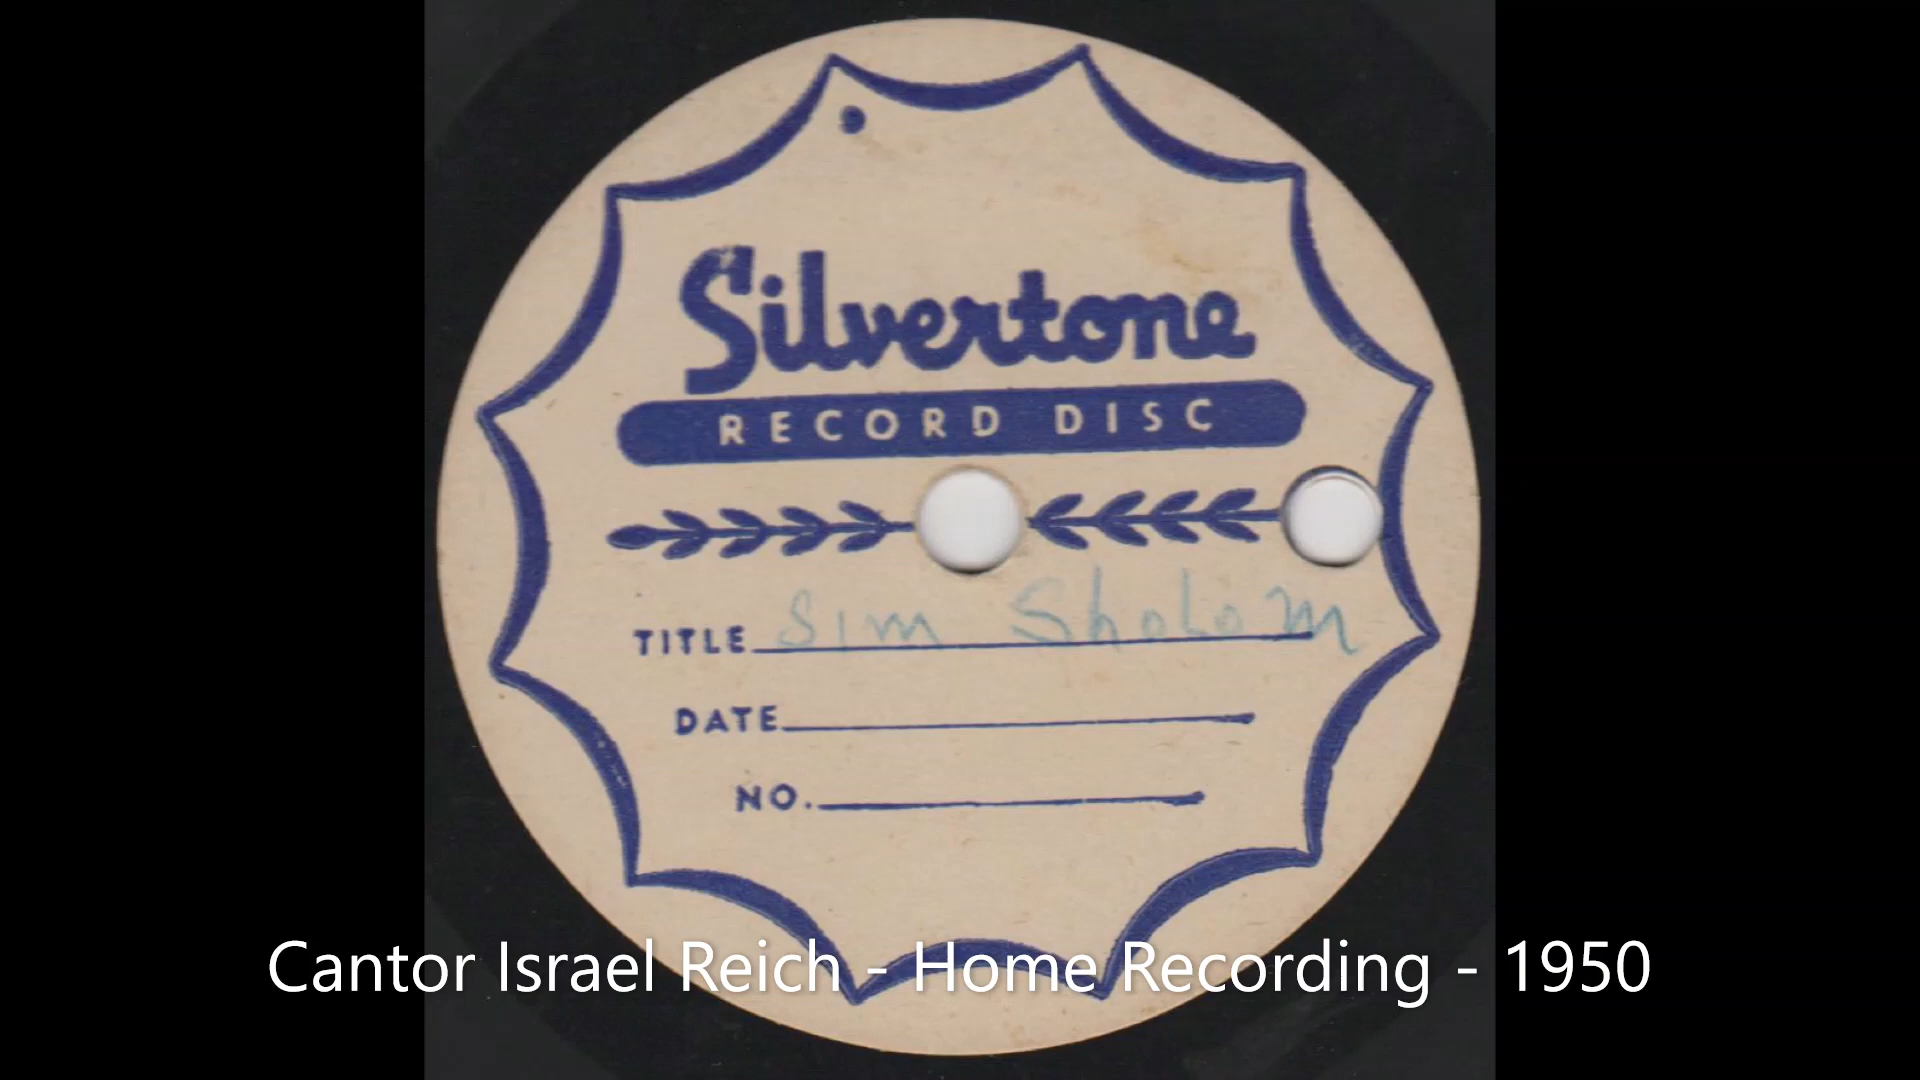 Silvertone
RECORD DISC
TITLE Sim Sholom
DATE
NO.
Cantor Israel Reich - Home Recording - 1950